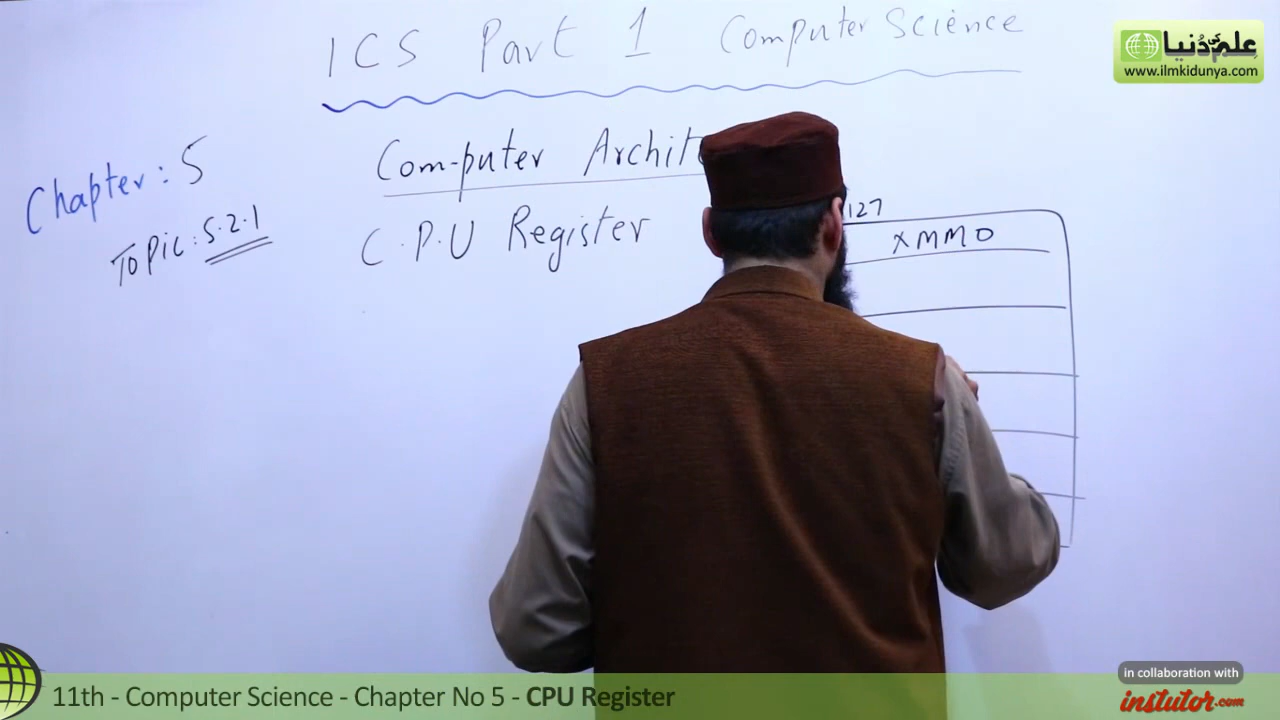 ICS Part 1 Computer Science
علم کی دنیا
www.ilmkidunya.com
Chapter: 5
Computer Archit
Topic: 5.2.1
C.P.U Register
127
XMM0
in collaboration with
instutor.com
11th - Computer Science - Chapter No 5 - CPU Register